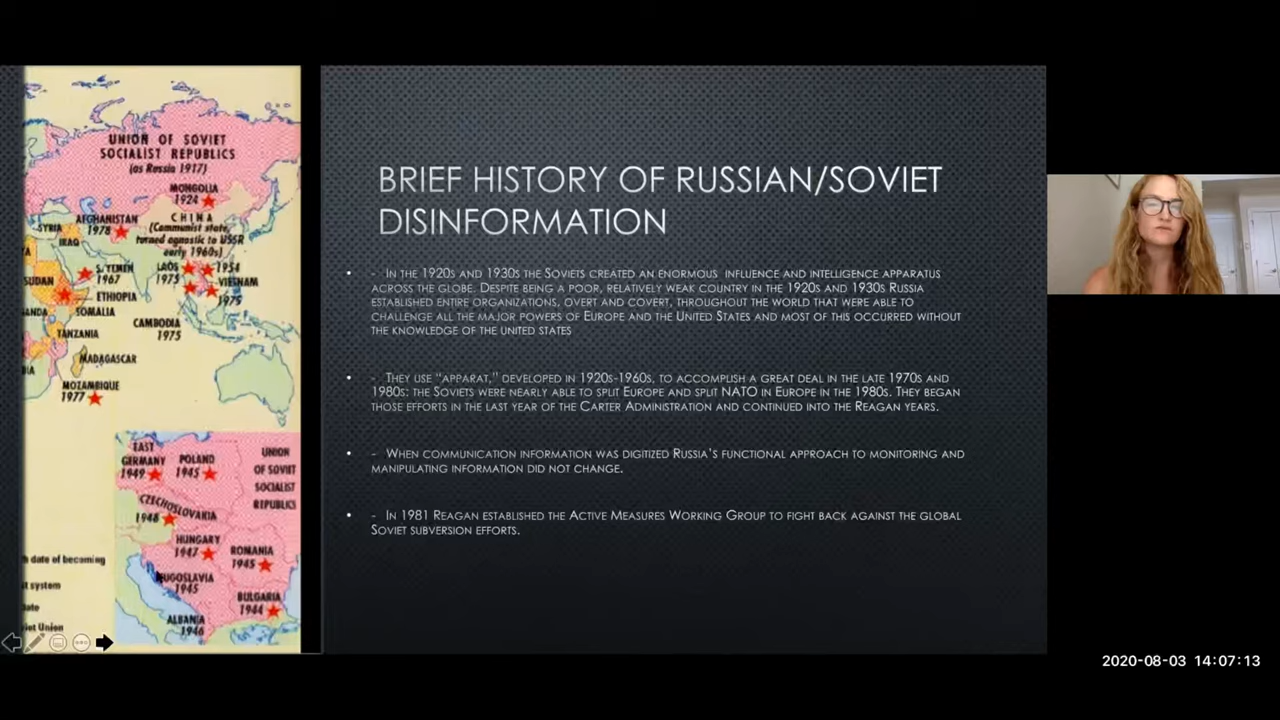 UNION OF SOVIET
SOCIALIST REPUBLICS
(as Russia 1917)
MONGOLIA
1924
AFGHANISTAN
1978
CHINA
(Communist state,
turned agnostic to USSR
early 1960s)
SYRIA
IRAQ
S. YEMEN
1967
LAOS
1975
1954
VIETNAM
1975
SUDAN
ETHIOPIA
SOMALIA
CAMBODIA
1975
TANZANIA
MADAGASCAR
MOZAMBIQUE
1977
EAST
GERMANY
1949
POLAND
1945
UNION
OF SOVIET
SOCIALIST
REPUBLICS
CZECHOSLOVAKIA
1948
HUNGARY
1947
ROMANIA
1945
YUGOSLAVIA
1945
BULGARIA
1944
ALBANIA
1946
date of becoming
system
Union
BRIEF HISTORY OF RUSSIAN/SOVIET
DISINFORMATION
• - In the 1920s and 1930s the Soviets created an enormous influence and intelligence apparatus
across the globe. Despite being a poor, relatively weak country in the 1920s and 1930s Russia
established entire organizations, overt and covert, throughout the world that were able to
challenge all the major powers of Europe and the United States and most of this occurred without
the knowledge of the united states
• - They use “apparat,” developed in 1920s-1960s, to accomplish a great deal in the late 1970s and
1980s: the Soviets were nearly able to split Europe and split NATO in Europe in the 1980s. They began
those efforts in the last year of the Carter Administration and continued into the Reagan years.
• - When communication information was digitized Russia’s functional approach to monitoring and
manipulating information did not change.
• - In 1981 Reagan established the Active Measures Working Group to fight back against the global
Soviet subversion efforts.
2020-08-03 14:07:13